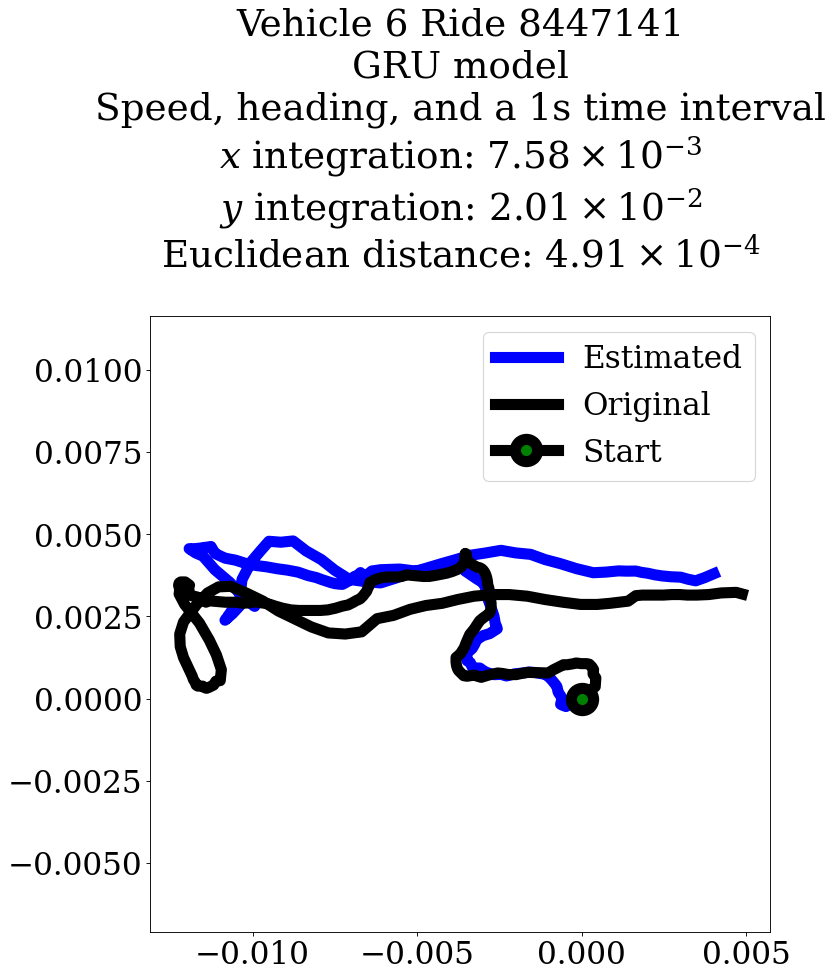 Vehicle 6 Ride 8447141
GRU model
Speed, heading, and a 1s time interval
x integration: 7.58 × 10⁻³
y integration: 2.01 × 10⁻²
Euclidean distance: 4.91 × 10⁻⁴
Estimated
Original
Start
0.0100
0.0075
0.0050
0.0025
0.0000
−0.0025
−0.0050
−0.010 −0.005 0.000 0.005